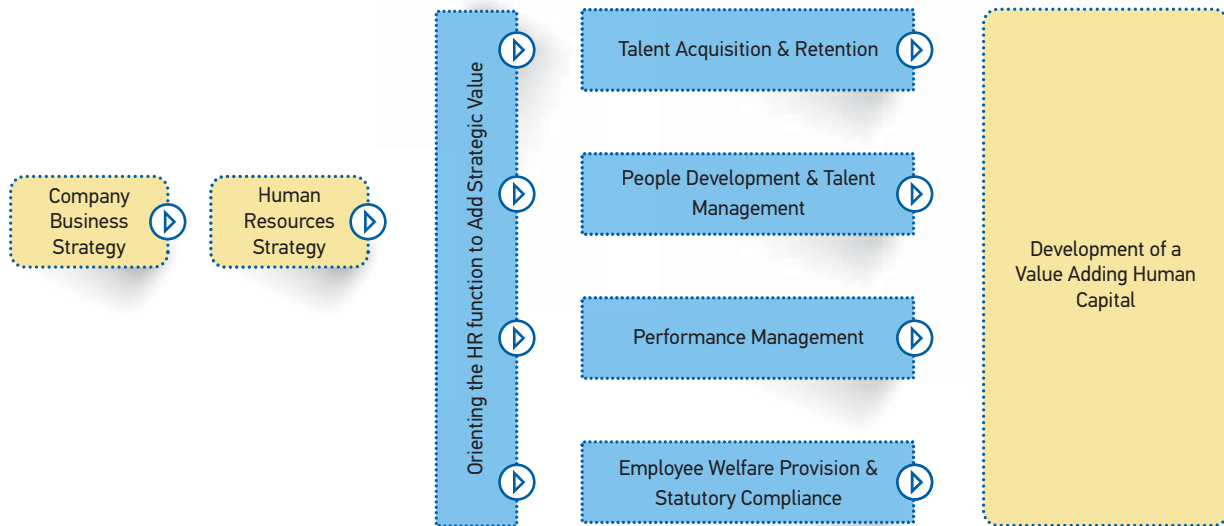 Company
Business
Strategy
Human
Resources
Strategy
Orienting the HR function to Add Strategic Value
Talent Acquisition & Retention
People Development & Talent
Management
Performance Management
Employee Welfare Provision &
Statutory Compliance
Development of a
Value Adding Human
Capital